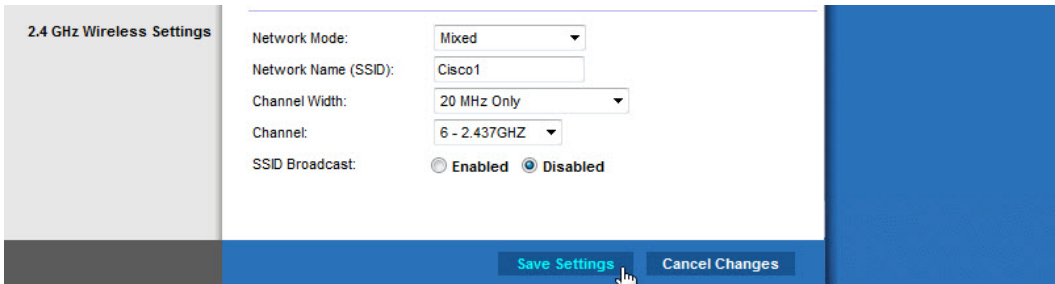 2.4 GHz Wireless Settings
Network Mode: Mixed
Network Name (SSID): Cisco1
Channel Width: 20 MHz Only
Channel: 6 - 2.437GHZ
SSID Broadcast: Enabled Disabled
Save Settings Cancel Changes